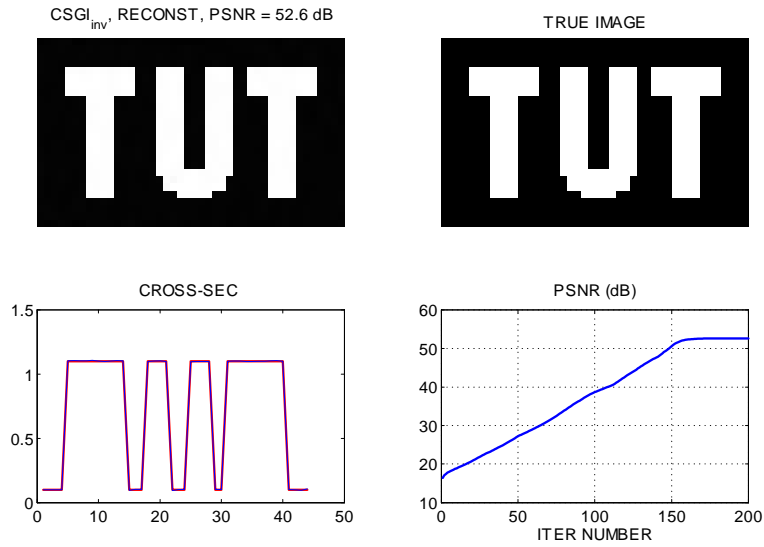 CSGI_inv, RECONST, PSNR = 52.6 dB
TRUE IMAGE
TUT
TUT
CROSS-SEC
1.5
1
0.5
0
0 10 20 30 40 50
PSNR (dB)
60
50
40
30
20
10
0 50 100 150 200
ITER NUMBER